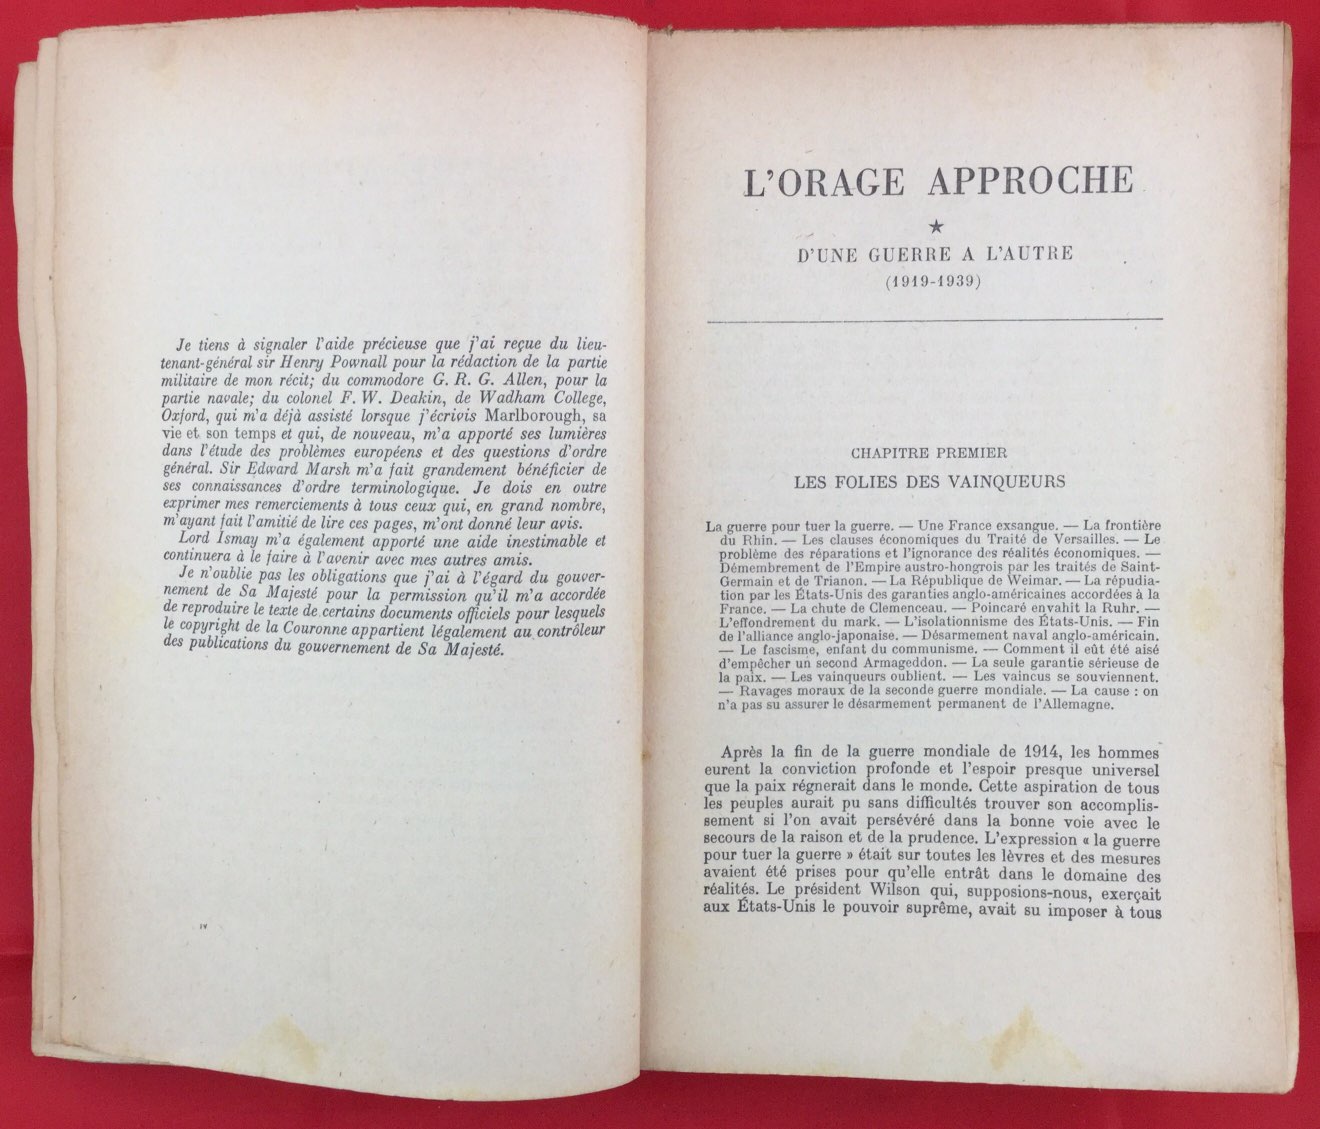 Je tiens à signaler l'aide précieuse que j'ai reçue du lieu-
tenant-général sir Henry Pownall pour la rédaction de la partie
militaire de mon récit; du commodore G. R. G. Allen, pour la
partie navale; du colonel F. W. Deakin, de Wadham College,
Oxford, qui m'a déjà assisté lorsque j'écrivis Marlborough, sa
vie et son temps et qui, de nouveau, m'a apporté ses lumières
dans l'étude des problèmes européens et des questions d'ordre
général. Sir Edward Marsh m'a fait grandement bénéficier de
ses connaissances d'ordre terminologique. Je dois en outre
exprimer mes remerciements à tous ceux qui, en grand nombre,
m'ayant fait l'amitié de lire ces pages, m'ont donné leur avis.
Lord Ismay m'a également apporté une aide inestimable et
continuera à le faire à l'avenir avec mes autres amis.
Je n'oublie pas les obligations que j'ai à l'égard du gouver-
nement de Sa Majesté pour la permission qu'il m'a accordée
de reproduire le texte de certains documents officiels pour lesquels
le copyright de la Couronne appartient légalement au contrôleur
des publications du gouvernement de Sa Majesté.
IV
L'ORAGE APPROCHE
★
D'UNE GUERRE A L'AUTRE
(1919-1939)
CHAPITRE PREMIER
LES FOLIES DES VAINQUEURS
La guerre pour tuer la guerre. — Une France exsangue. — La frontière
du Rhin. — Les clauses économiques du Traité de Versailles. — Le
problème des réparations et l'ignorance des réalités économiques. —
Démembrement de l'Empire austro-hongrois par les traités de Saint-
Germain et de Trianon. — La République de Weimar. — La répudia-
tion par les États-Unis des garanties anglo-américaines accordées à la
France. — La chute de Clemenceau. — Poincaré envahit la Ruhr. —
L'effondrement du mark. — L'isolationnisme des États-Unis. — Fin
de l'alliance anglo-japonaise. — Désarmement naval anglo-américain.
— Le fascisme, enfant du communisme. — Comment il eût été aisé
d'empêcher un second Armageddon. — La seule garantie sérieuse de
la paix. — Les vainqueurs oublient. — Les vaincus se souviennent.
— Ravages moraux de la seconde guerre mondiale. — La cause : on
n'a pas su assurer le désarmement permanent de l'Allemagne.
Après la fin de la guerre mondiale de 1914, les hommes
eurent la conviction profonde et l'espoir presque universel
que la paix régnerait dans le monde. Cette aspiration de tous
les peuples aurait pu sans difficultés trouver son accomplis-
sement si l'on avait persévéré dans la bonne voie avec le
secours de la raison et de la prudence. L'expression « la guerre
pour tuer la guerre » était sur toutes les lèvres et des mesures
avaient été prises pour qu'elle entrât dans le domaine des
réalités. Le président Wilson qui, supposions-nous, exerçait
aux États-Unis le pouvoir suprême, avait su imposer à tous